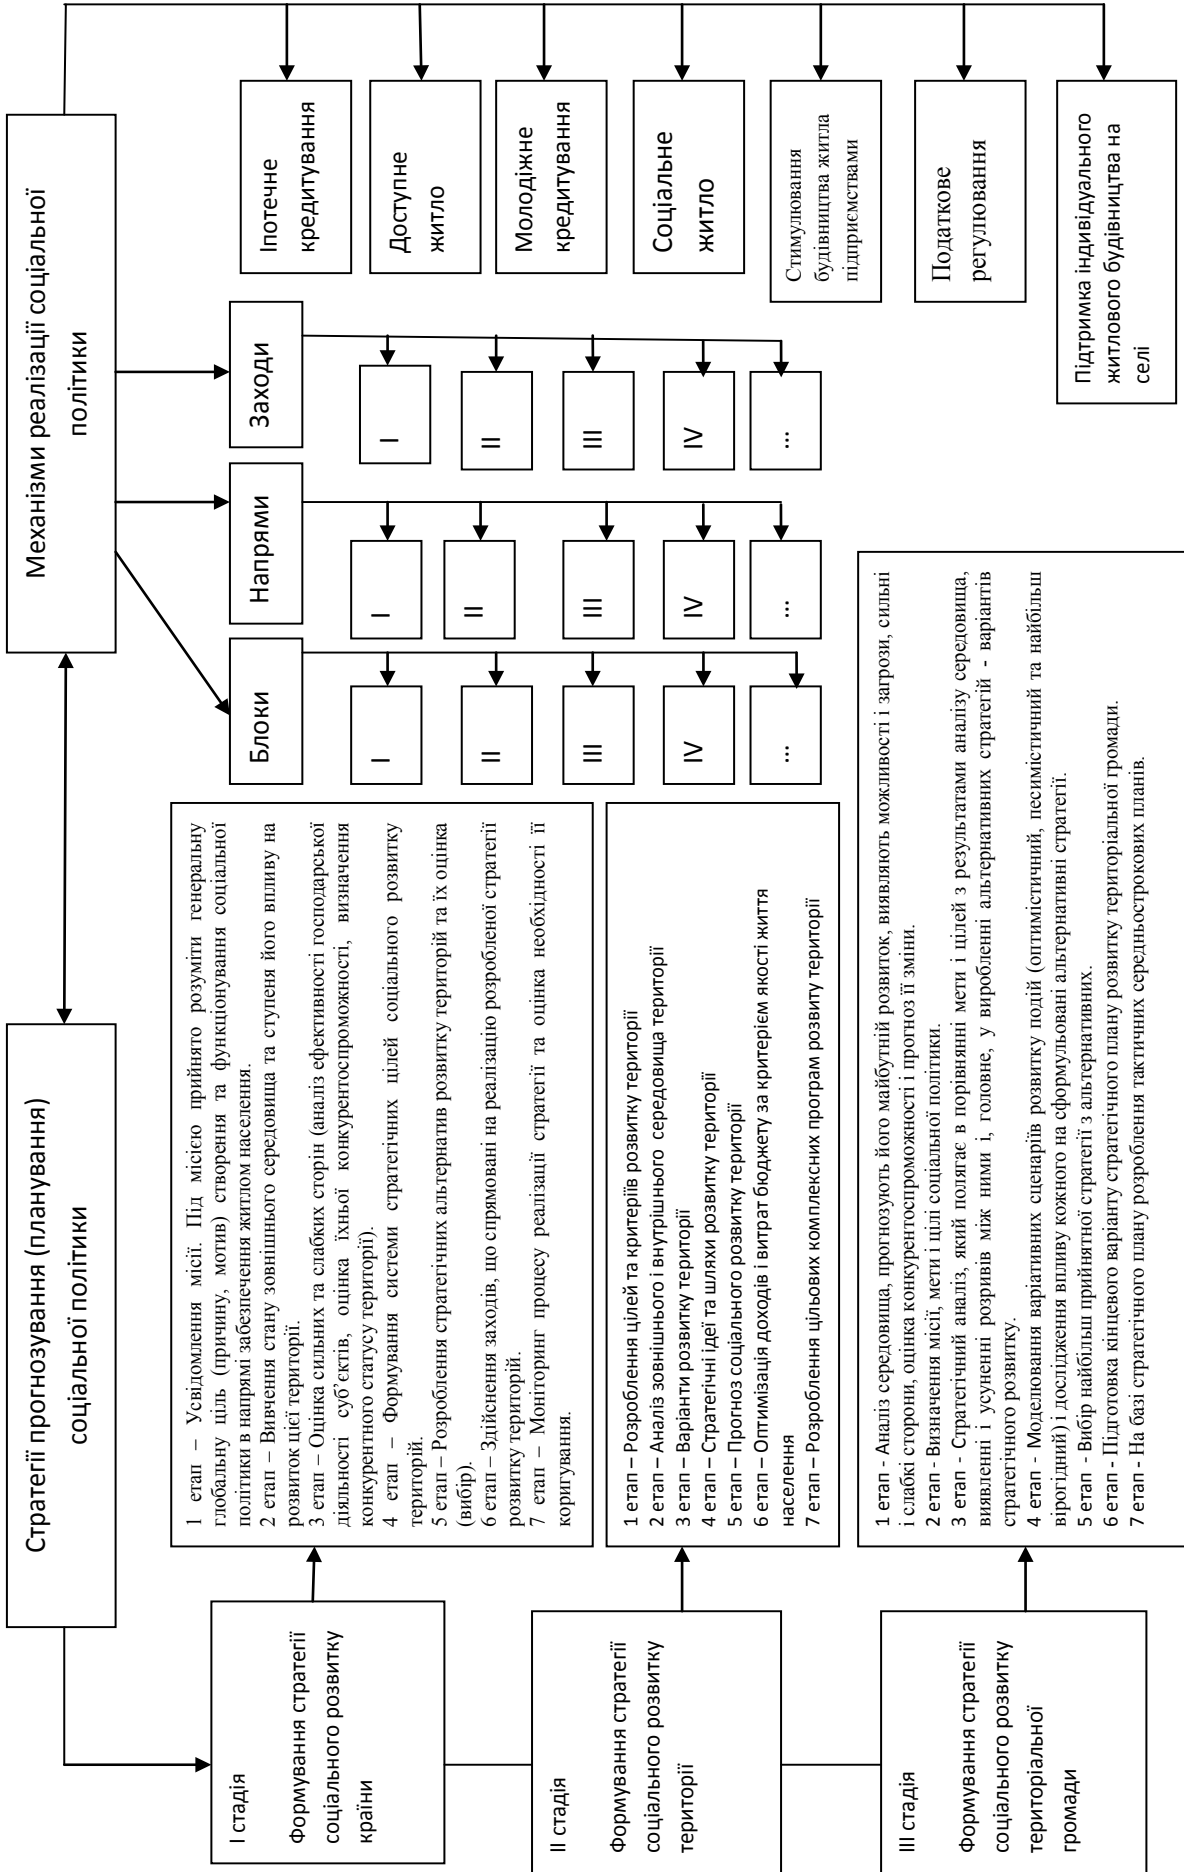 Стратегії прогнозування (планування)
соціальної політики
Механізми реалізації соціальної
політики
І стадія
Формування стратегії
соціального розвитку
країни
1 етап – Усвідомлення місії. Під місією прийнято розуміти генеральну
глобальну ціль (причину, мотив) створення та функціонування соціальної
політики в напрямі забезпечення житлом населення.
2 етап – Вивчення стану зовнішнього середовища та ступеня його впливу на
розвиток цієї території.
3 етап – Оцінка сильних та слабких сторін (аналіз ефективності господарської
діяльності суб’єктів, оцінка їхньої конкурентоспроможності, визначення
конкурентного статусу території).
4 етап – Формування системи стратегічних цілей соціального розвитку
територій.
5 етап – Розроблення стратегічних альтернатив розвитку територій та їх оцінка
(вибір).
6 етап – Здійснення заходів, що спрямовані на реалізацію розробленої стратегії
розвитку територій.
7 етап – Моніторинг процесу реалізації стратегії та оцінка необхідності її
коригування.
ІІ стадія
Формування стратегії
соціального розвитку
території
1 етап – Розроблення цілей та критеріїв розвитку території
2 етап – Аналіз зовнішнього і внутрішнього середовища території
3 етап – Варіанти розвитку території
4 етап – Стратегічні ідеї та шляхи розвитку території
5 етап – Прогноз соціального розвитку території
6 етап – Оптимізація доходів і витрат бюджету за критерієм якості життя
населення
7 етап – Розроблення цільових комплексних програм розвиту території
ІІІ стадія
Формування стратегії
соціального розвитку
територіальної
громади
1 етап - Аналіз середовища, прогнозують його майбутній розвиток, виявляють можливості і загрози, сильні
і слабкі сторони, оцінка конкурентоспроможності і прогноз її зміни.
2 етап - Визначення місії, мети і цілі соціальної політики.
3 етап - Стратегічний аналіз, який полягає в порівнянні мети і цілей з результатами аналізу середовища,
виявленні і усуненні розривів між ними і, головне, у виробленні альтернативних стратегій - варіантів
стратегічного розвитку.
4 етап - Моделювання варіативних сценаріїв розвитку подій (оптимістичний, песимістичний та найбільш
вірогідний) і дослідження впливу кожного на сформульовані альтернативні стратегії.
5 етап - Вибір найбільш прийнятної стратегії з альтернативних.
6 етап - Підготовка кінцевого варіанту стратегічного плану розвитку територіальної громади.
7 етап - На базі стратегічного плану розроблення тактичних середньострокових планів.
Блоки
І
ІІ
ІІІ
IV
...
Напрями
І
ІІ
ІІІ
IV
...
Заходи
І
ІІ
ІІІ
IV
...
Іпотечне
кредитування
Доступне
житло
Молодіжне
кредитування
Соціальне
житло
Стимулювання
будівництва житла
підприємствами
Податкове
регулювання
Підтримка індивідуального
житлового будівництва на
селі